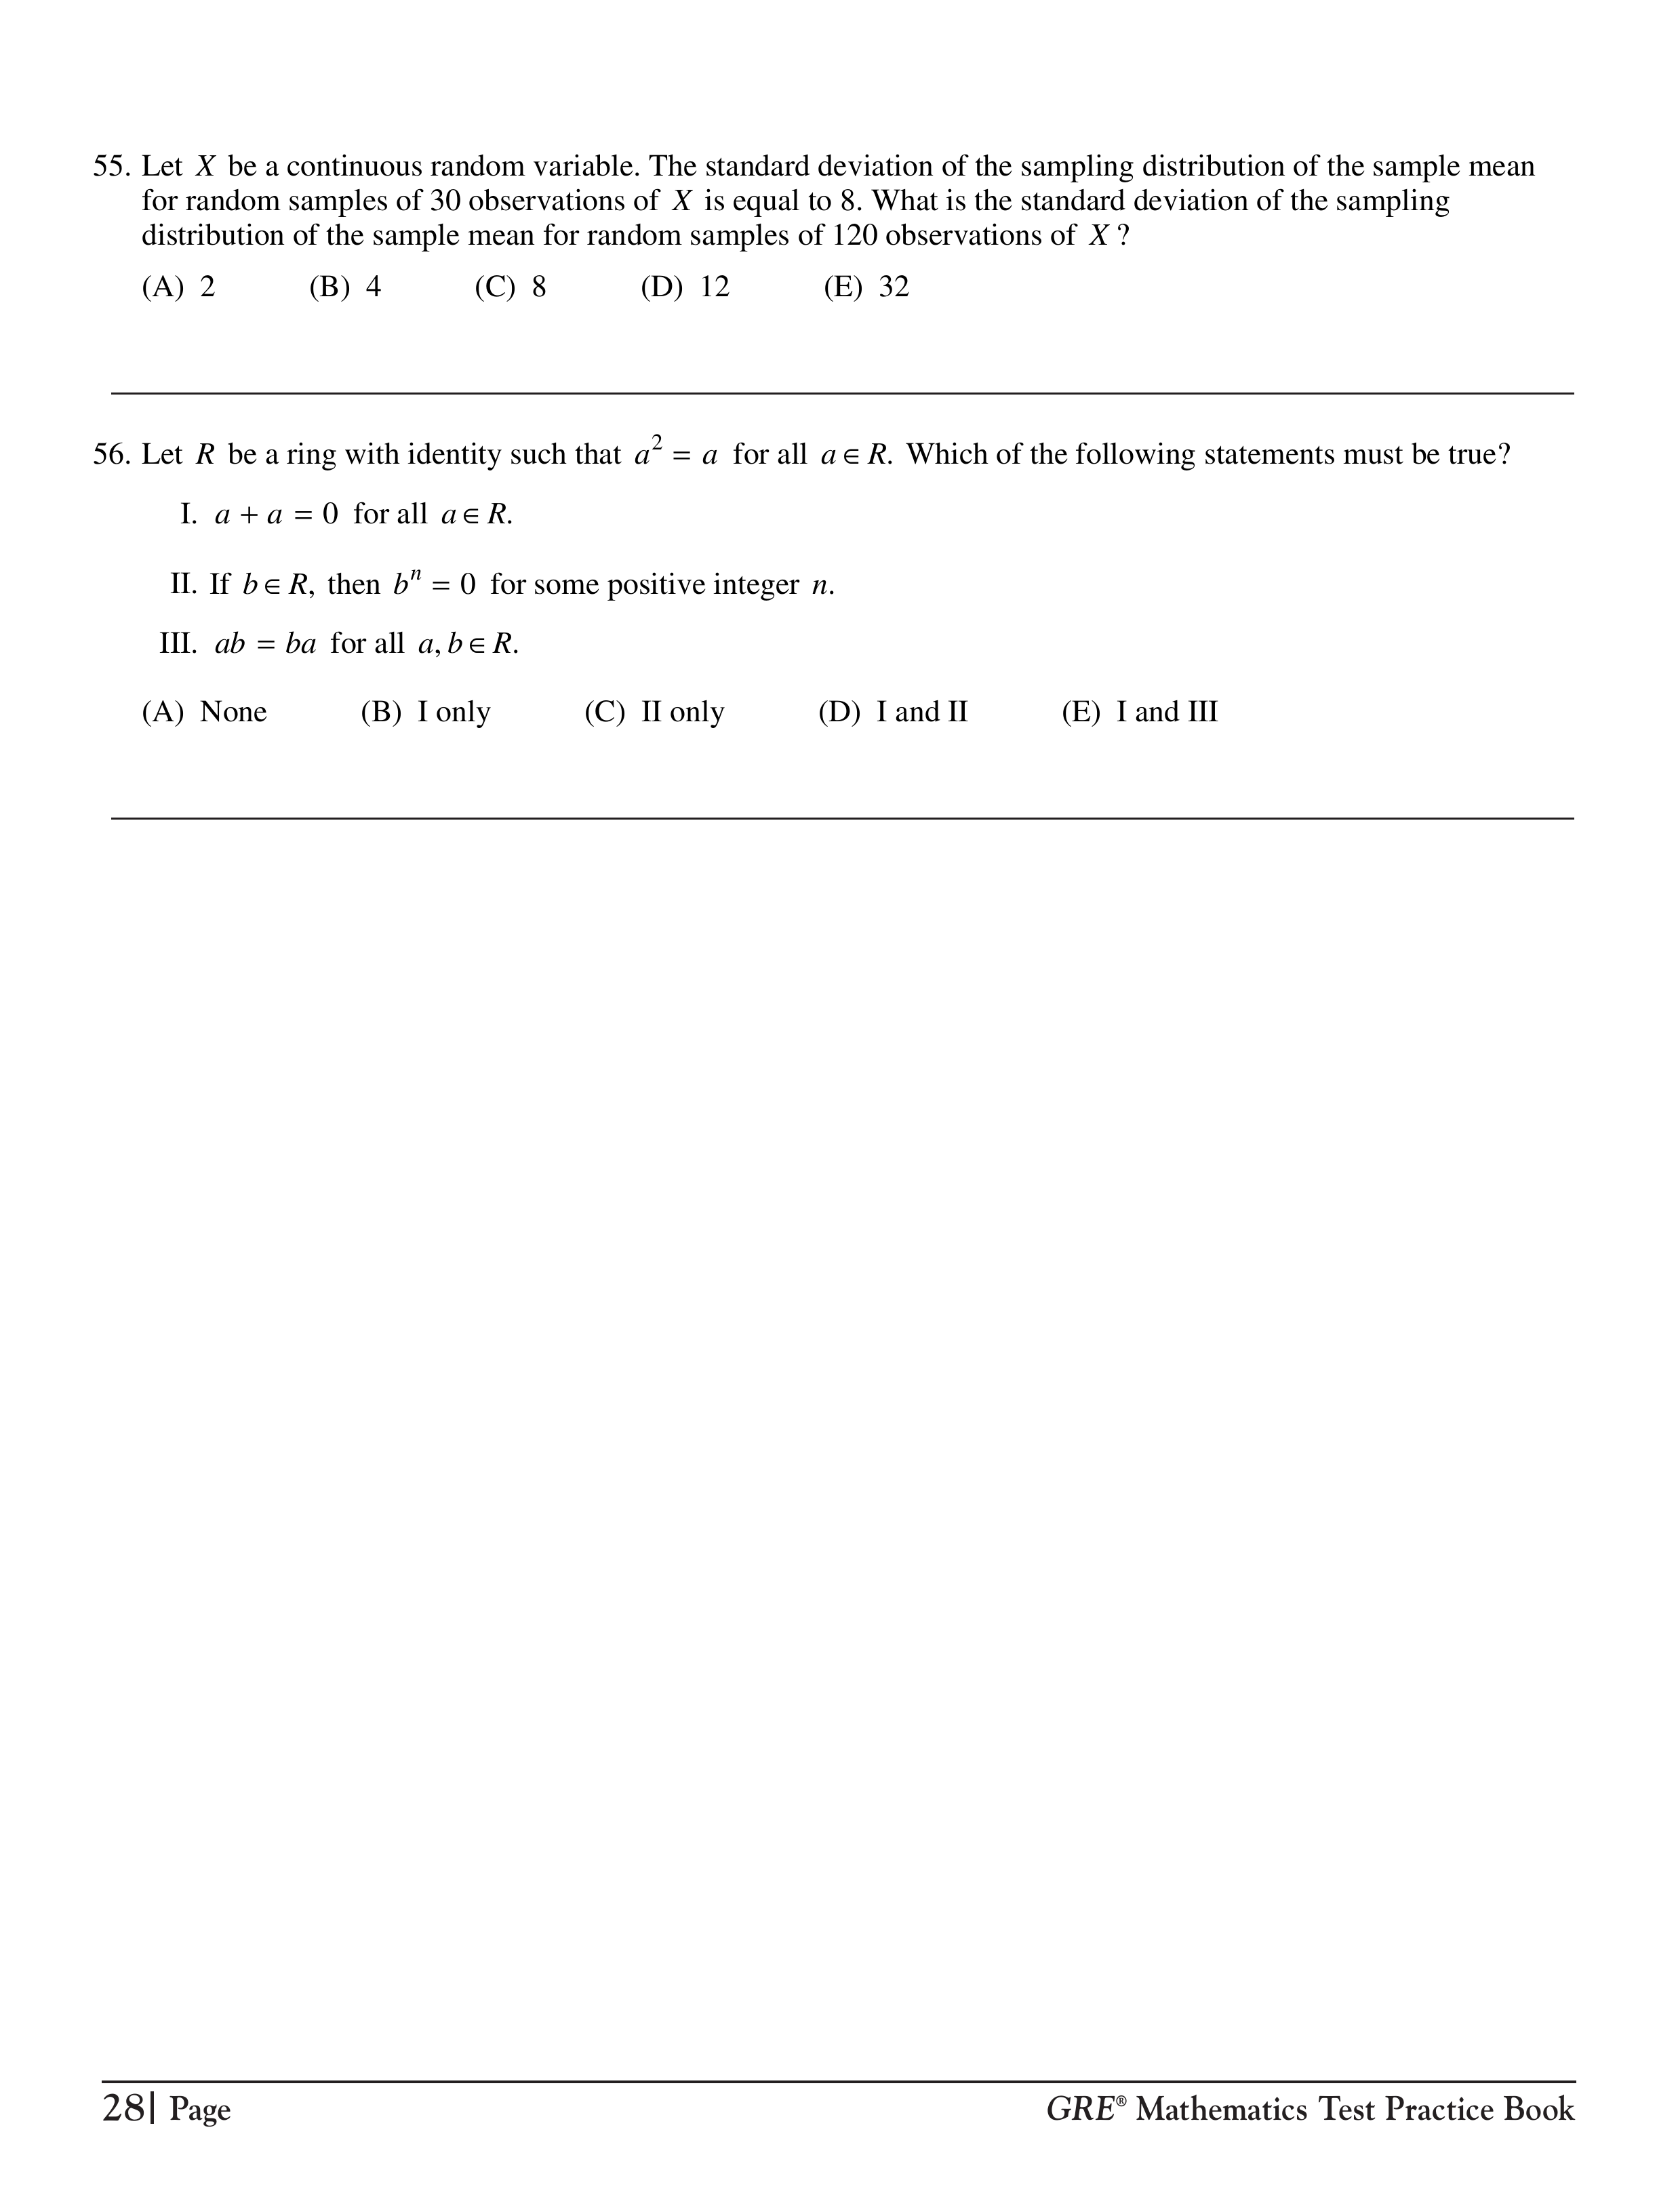 55. Let X be a continuous random variable. The standard deviation of the sampling distribution of the sample mean
for random samples of 30 observations of X is equal to 8. What is the standard deviation of the sampling
distribution of the sample mean for random samples of 120 observations of X ?
(A) 2 (B) 4 (C) 8 (D) 12 (E) 32
56. Let R be a ring with identity such that a² = a for all a ∈ R. Which of the following statements must be true?
I. a + a = 0 for all a ∈ R.
II. If b ∈ R, then bⁿ = 0 for some positive integer n.
III. ab = ba for all a, b ∈ R.
(A) None (B) I only (C) II only (D) I and II (E) I and III
28| Page GRE® Mathematics Test Practice Book